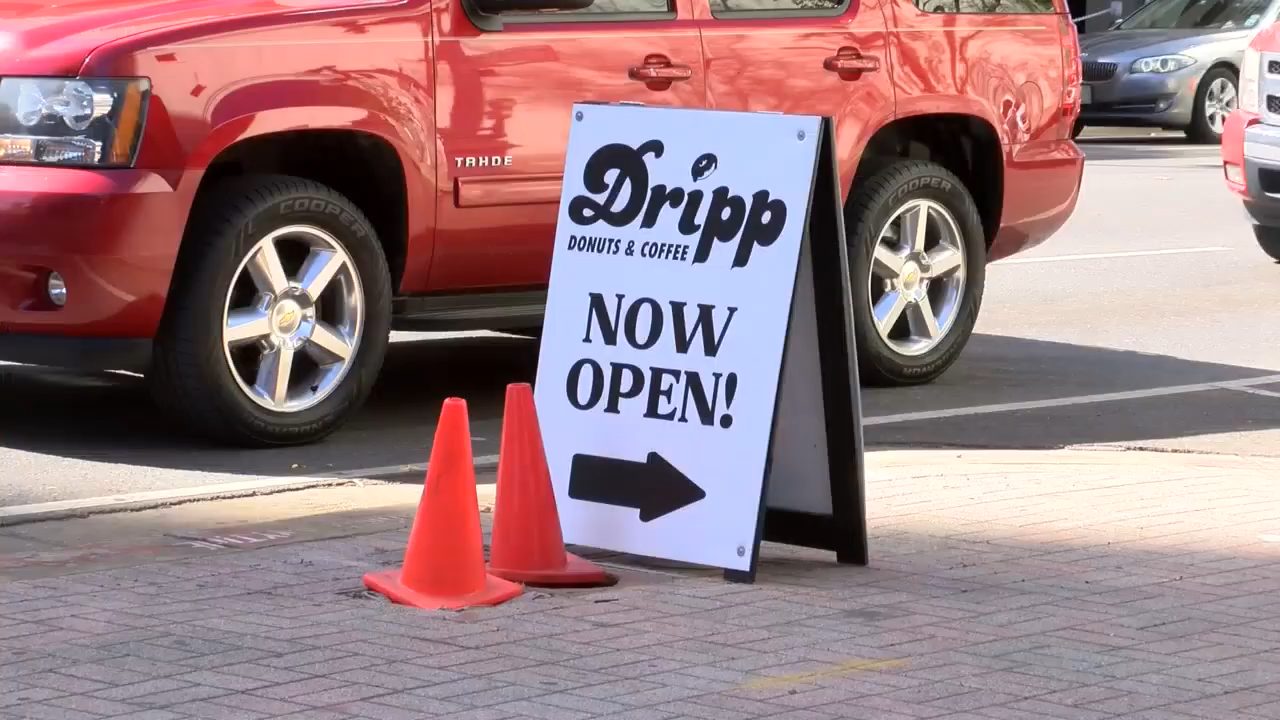 TAHOE
COOPER
COOPER
Dripp
DONUTS & COFFEE
NOW
OPEN!